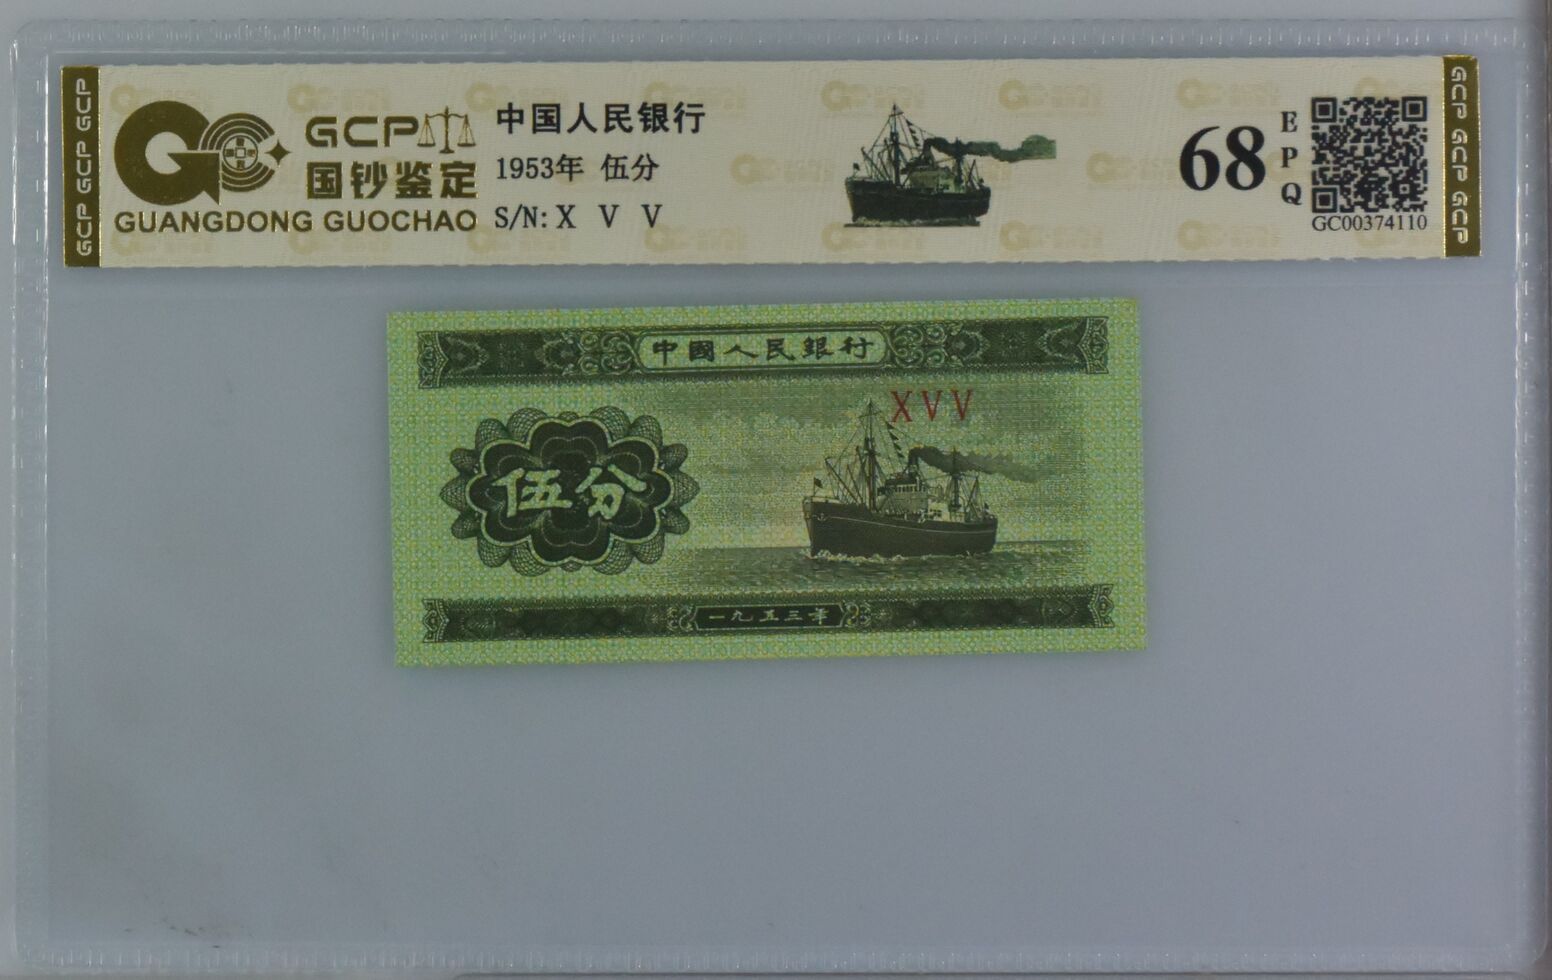 GCP GCP GCP
GCP
国钞鉴定
GUANGDONG GUOCHAO
中国人民银行
1953年 伍分
S/N: X V V
68
EPQ
GC00374110
GCP GCP GCP
中國人民銀行
XVV
伍分
一九五三年